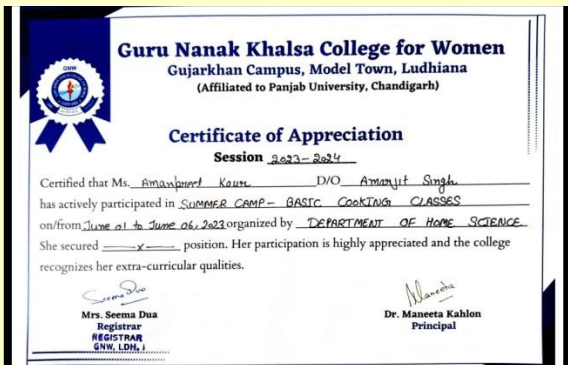 GNW
Guru Nanak Khalsa College for Women
Gujarkhan Campus, Model Town, Ludhiana
(Affiliated to Panjab University, Chandigarh)
Certificate of Appreciation
Session 2023-2024
Certified that Ms. Amanpreet Kaur D/O Amarjit Singh
has actively participated in SUMMER CAMP - BASIC COOKING CLASSES
on/from June 01 to June 06, 2023 organized by DEPARTMENT OF HOME SCIENCE
She secured x position. Her participation is highly appreciated and the college
recognizes her extra-curricular qualities.
Seema Dua
Maneeta
Mrs. Seema Dua
Registrar
REGISTRAR
GNW, LDH.
Dr. Maneeta Kahlon
Principal